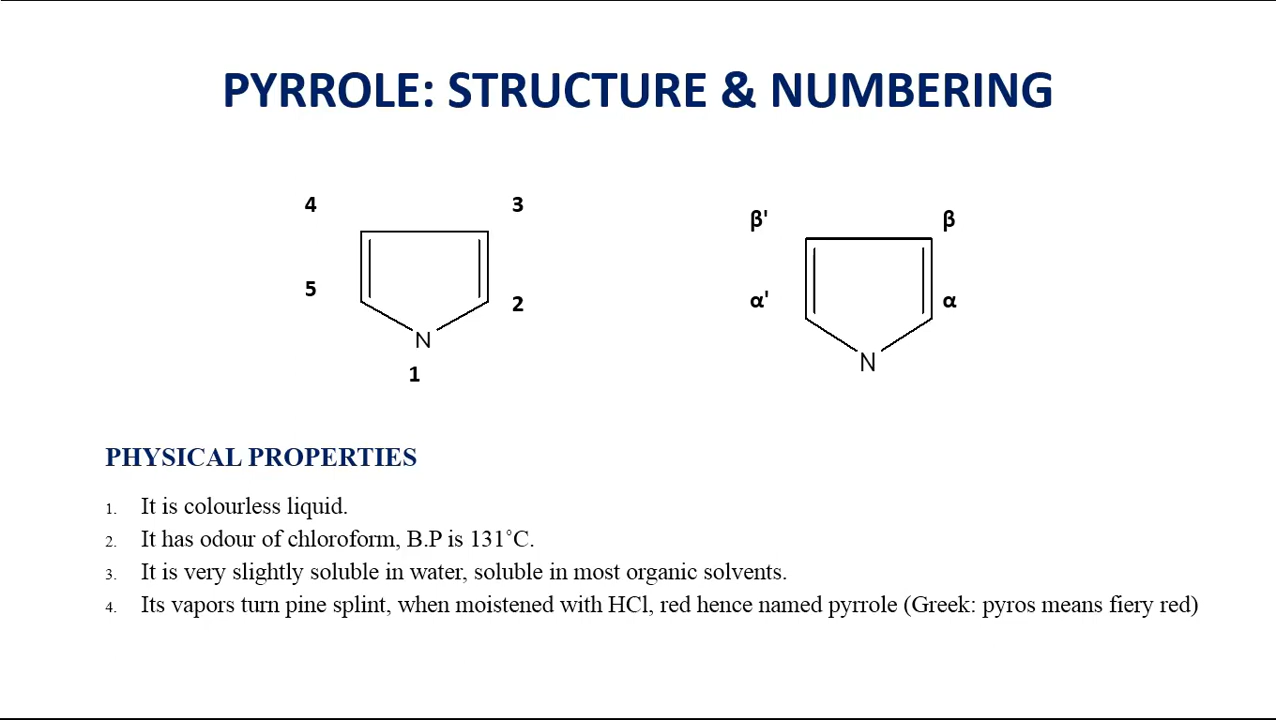 PYRROLE: STRUCTURE & NUMBERING
4 3
5 2
N
1
β' β
α' α
N
PHYSICAL PROPERTIES
1. It is colourless liquid.
2. It has odour of chloroform, B.P is 131˚C.
3. It is very slightly soluble in water, soluble in most organic solvents.
4. Its vapors turn pine splint, when moistened with HCl, red hence named pyrrole (Greek: pyros means fiery red)